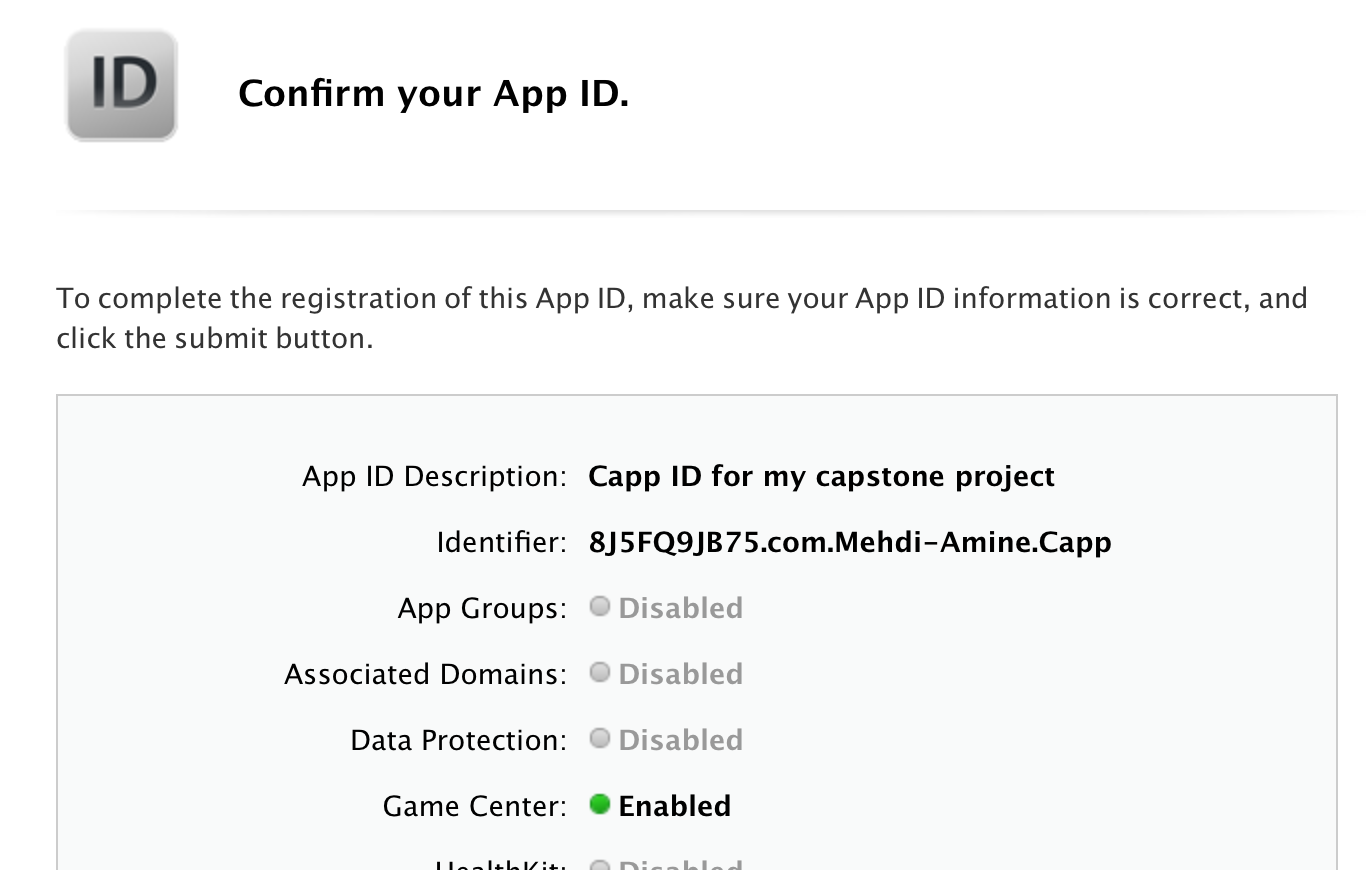 ID
Confirm your App ID.
To complete the registration of this App ID, make sure your App ID information is correct, and
click the submit button.
App ID Description: Capp ID for my capstone project
Identifier: 8J5FQ9JB75.com.Mehdi-Amine.Capp
App Groups: Disabled
Associated Domains: Disabled
Data Protection: Disabled
Game Center: Enabled
HealthKit: Disabled